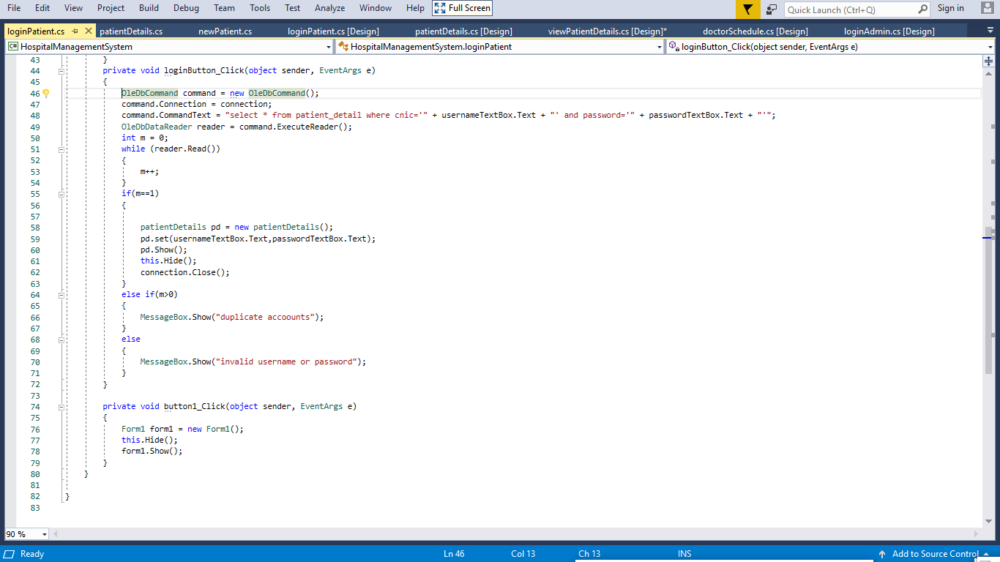 File Edit View Project Build Debug Team Tools Test Analyze Window Help Full Screen Quick Launch (Ctrl+Q) Sign in
loginPatient.cs patientDetails.cs newPatient.cs loginPatient.cs [Design] patientDetails.cs [Design] viewPatientDetails.cs [Design]* doctorSchedule.cs [Design] loginAdmin.cs [Design]
C# HospitalManagementSystem HospitalManagementSystem.loginPatient loginButton_Click(object sender, EventArgs e)
43 }
44 private void loginButton_Click(object sender, EventArgs e)
45 {
46 OleDbCommand command = new OleDbCommand();
47 command.Connection = connection;
48 command.CommandText = "select * from patient_detail where cnic='" + usernameTextBox.Text + "' and password='" + passwordTextBox.Text + "'";
49 OleDbDataReader reader = command.ExecuteReader();
50 int m = 0;
51 while (reader.Read())
52 {
53 m++;
54 }
55 if(m==1)
56 {
57
58 patientDetails pd = new patientDetails();
59 pd.set(usernameTextBox.Text,passwordTextBox.Text);
60 pd.Show();
61 this.Hide();
62 connection.Close();
63 }
64 else if(m>0)
65 {
66 MessageBox.Show("duplicate accoounts");
67 }
68 else
69 {
70 MessageBox.Show("invalid username or password");
71 }
72 }
73
74 private void button1_Click(object sender, EventArgs e)
75 {
76 Form1 form1 = new Form1();
77 this.Hide();
78 form1.Show();
79 }
80 }
81
82 }
83
90 %
Ready Ln 46 Col 13 Ch 13 INS Add to Source Control